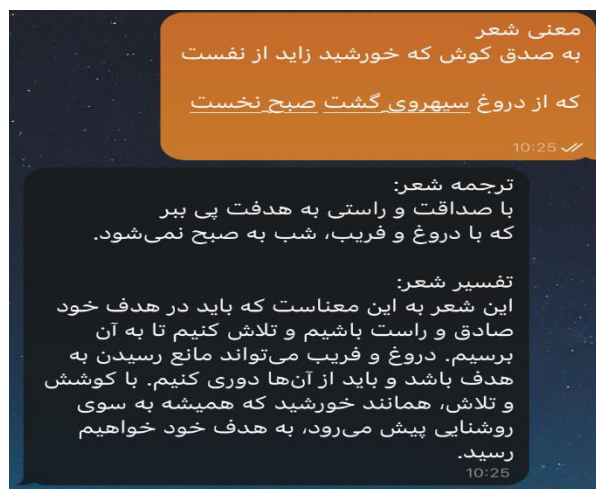 معنی شعر
به صدق کوش که خورشید زاید از نفست
که از دروغ سیهروی گشت صبح نخست
10:25
ترجمه شعر:
با صداقت و راستی به هدفت پی ببر
که با دروغ و فریب، شب به صبح نمی‌شود.
تفسیر شعر:
این شعر به این معناست که باید در هدف خود
صادق و راست باشیم و تلاش کنیم تا به آن
برسیم. دروغ و فریب می‌تواند مانع رسیدن به
هدف باشد و باید از آن‌ها دوری کنیم. با کوشش
و تلاش، همانند خورشید که همیشه به سوی
روشنایی پیش می‌رود، به هدف خود خواهیم
رسید.
10:25